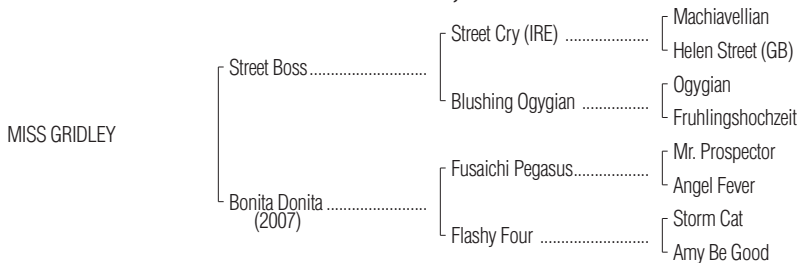 Machiavellian
Street Cry (IRE) ....................
Helen Street (GB)
Street Boss............................
Ogygian
Blushing Ogygian ................
Fruhlingshochzeit
MISS GRIDLEY
Mr. Prospector
Fusaichi Pegasus..................
Angel Fever
Bonita Donita ........................
(2007)
Storm Cat
Flashy Four ..........................
Amy Be Good